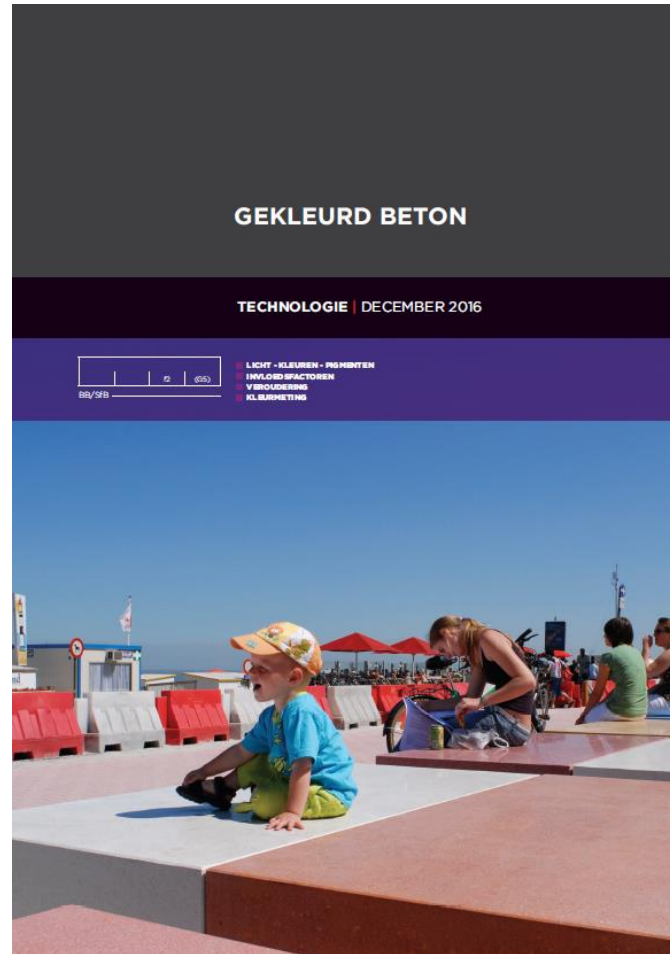 GEKLEURD BETON
TECHNOLOGIE | DECEMBER 2016
f2 (G5)
BB/SfB
LICHT - KLEUREN - PIGMENTEN
INVLOEDSFACTOREN
VEROUDERING
KLEURMETING